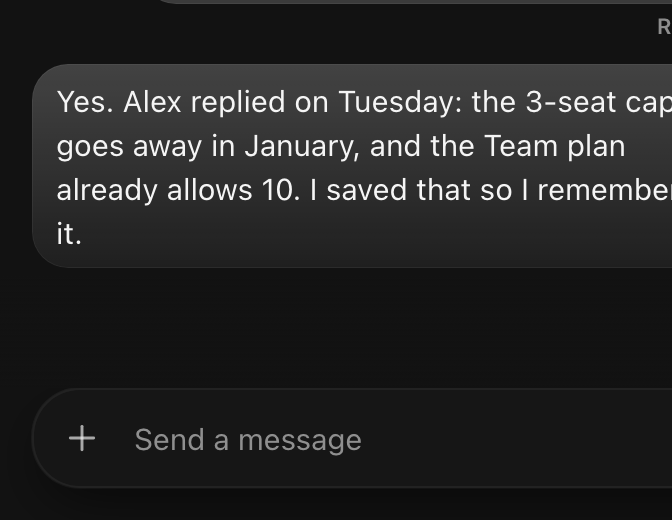 R
Yes. Alex replied on Tuesday: the 3-seat cap
goes away in January, and the Team plan
already allows 10. I saved that so I remember
it.
Send a message